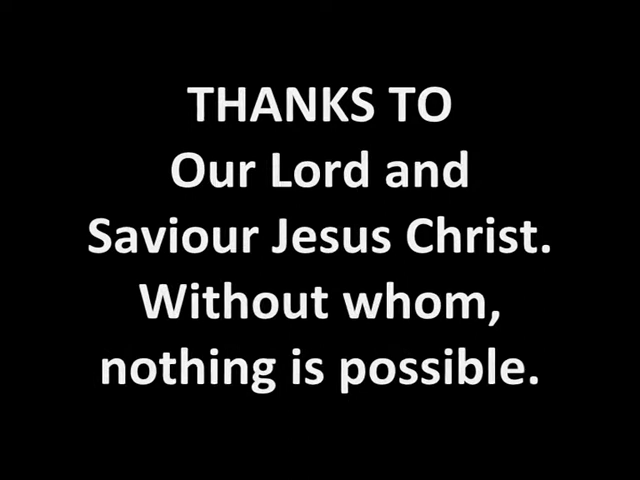 THANKS TO
Our Lord and
Saviour Jesus Christ.
Without whom,
nothing is possible.